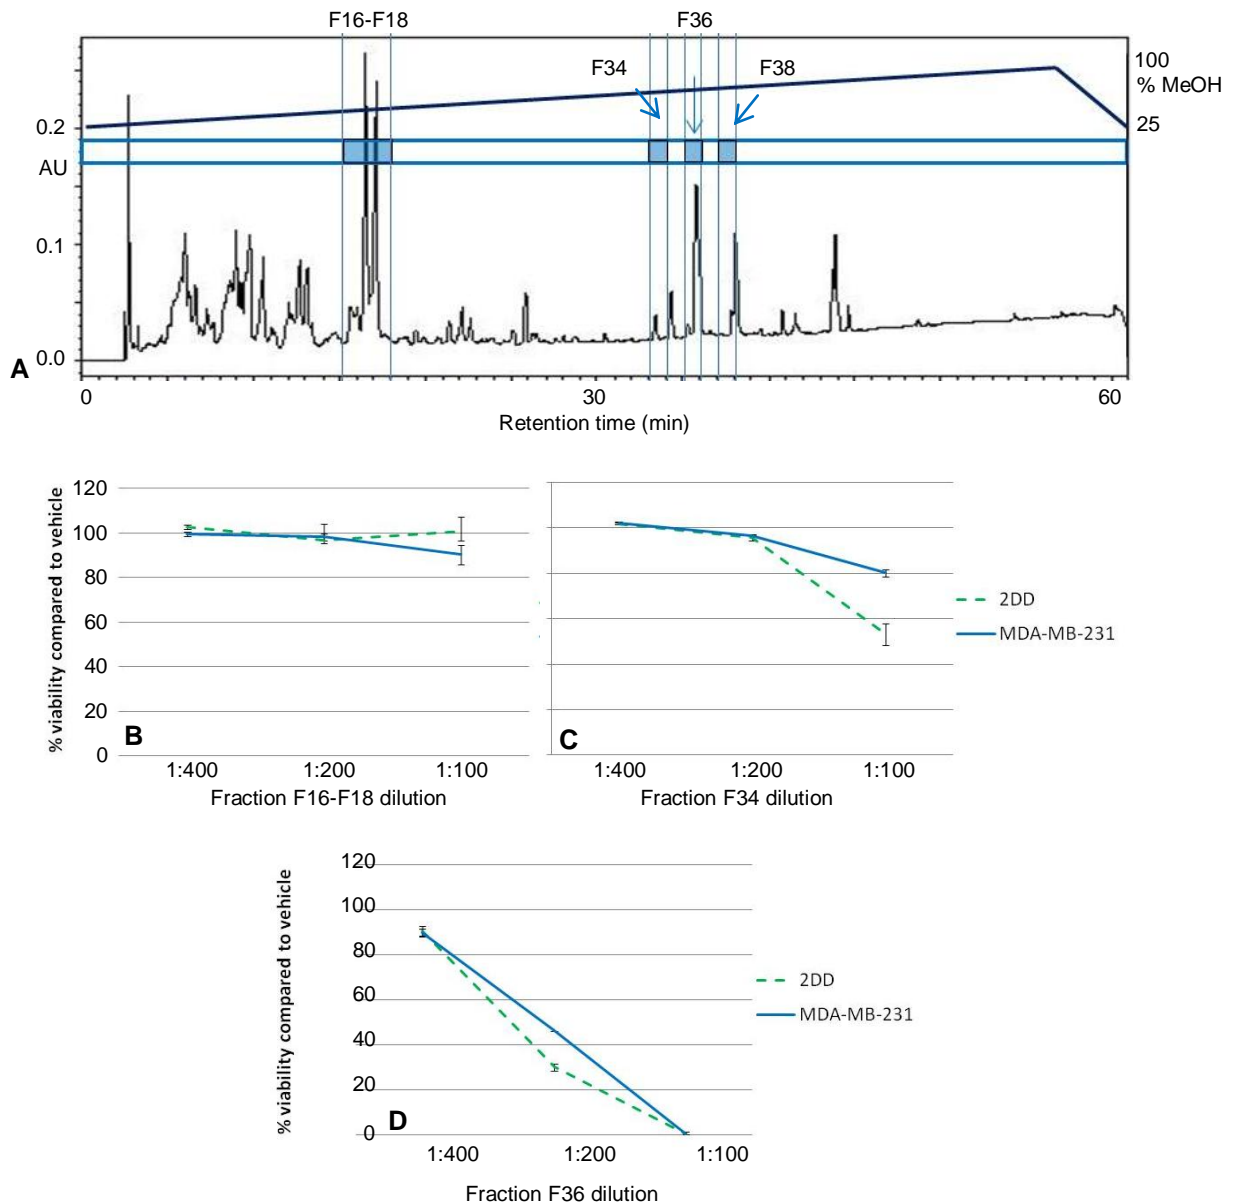 F16-F18 F36
F34 F38
100
% MeOH
25
0.2
AU
0.1
0.0
A
0 30 60
Retention time (min)
% viability compared to vehicle
120
100
80
60
40
20
0
B
1:400 1:200 1:100
Fraction F16-F18 dilution
C
1:400 1:200 1:100
Fraction F34 dilution
2DD
MDA-MB-231
% viability compared to vehicle
120
100
80
60
40
20
0
D
1:400 1:200 1:100
Fraction F36 dilution
2DD
MDA-MB-231